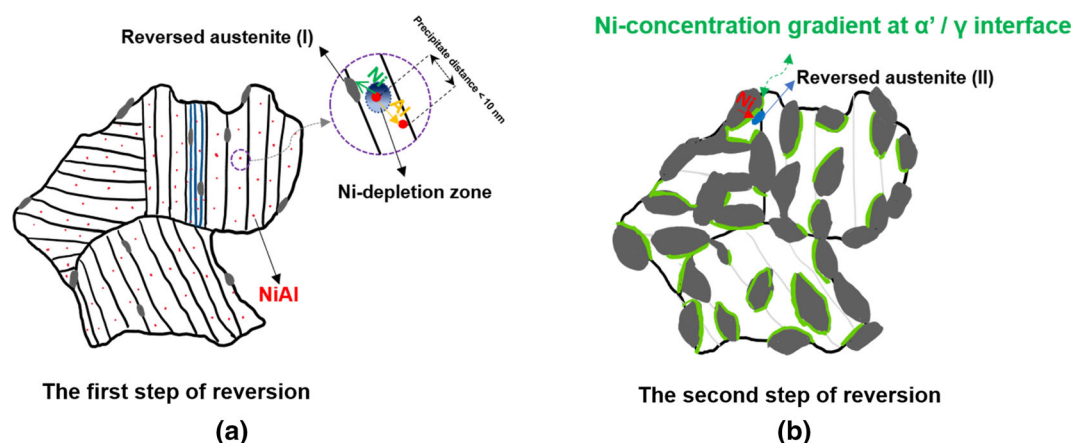 Reversed austenite (I)
Ni
Al
Precipitate distance < 10 nm
Ni-depletion zone
NiAl
The first step of reversion
(a)
Ni-concentration gradient at α' / γ interface
Reversed austenite (II)
Ni
The second step of reversion
(b)